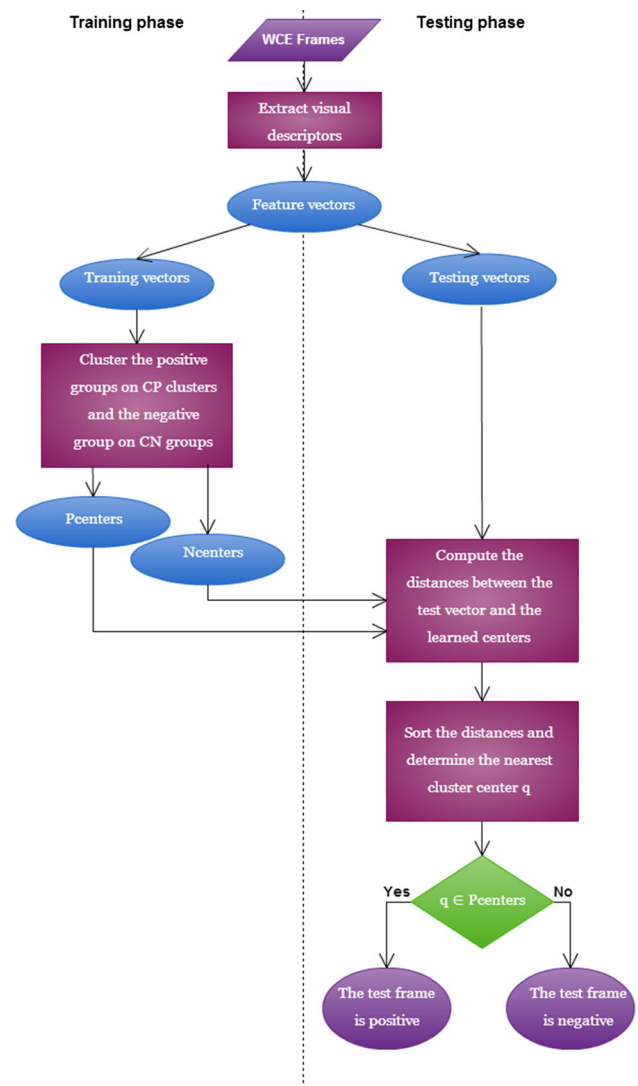 Training phase
Testing phase
WCE Frames
Extract visual
descriptors
Feature vectors
Traning vectors
Testing vectors
Cluster the positive
groups on CP clusters
and the negative
group on CN groups
Pcenters
Ncenters
Compute the
distances between the
test vector and the
learned centers
Sort the distances and
determine the nearest
cluster center q
q ∈ Pcenters
Yes
No
The test frame
is positive
The test frame
is negative